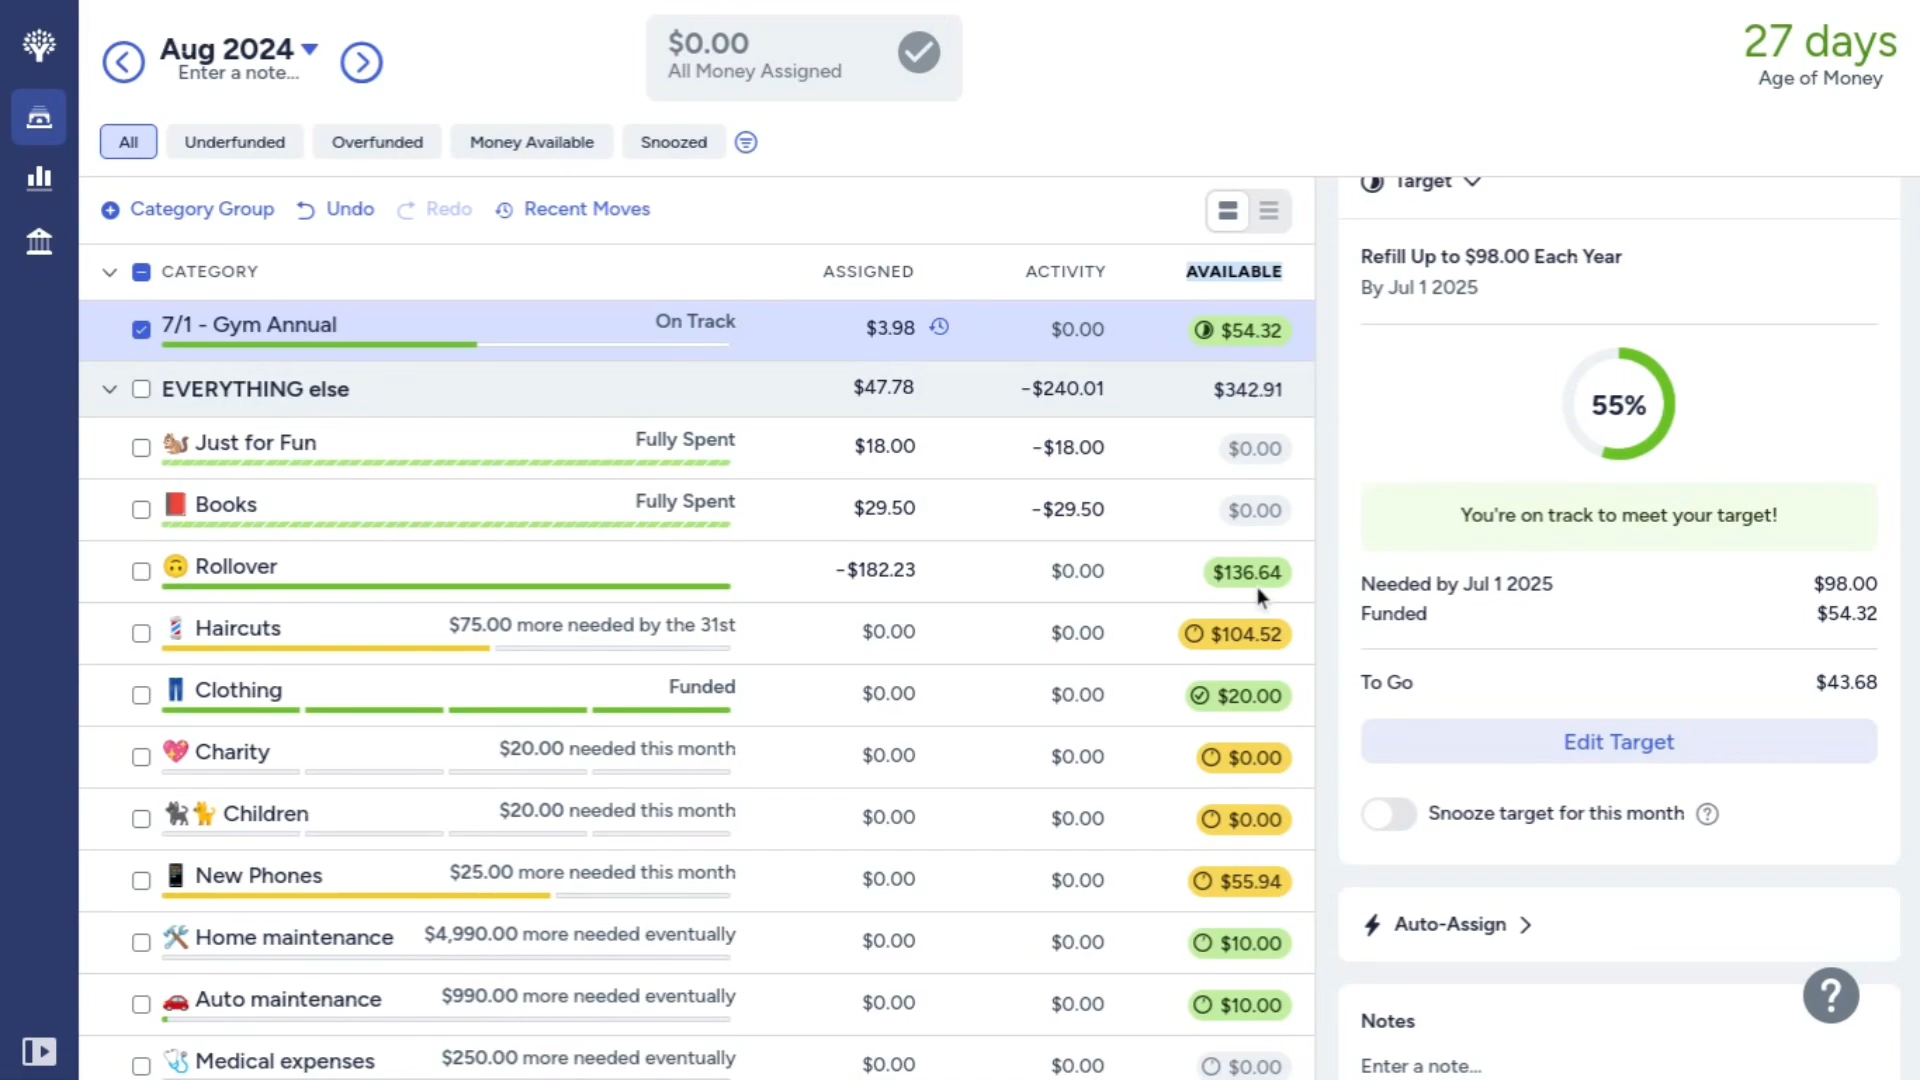 Aug 2024
Enter a note...
$0.00
All Money Assigned
27 days
Age of Money
All
Underfunded
Overfunded
Money Available
Snoozed
Category Group
Undo
Redo
Recent Moves
CATEGORY ASSIGNED ACTIVITY AVAILABLE
7/1 - Gym Annual On Track $3.98 $0.00 $54.32
EVERYTHING else $47.78 -$240.01 $342.91
Just for Fun Fully Spent $18.00 -$18.00 $0.00
Books Fully Spent $29.50 -$29.50 $0.00
Rollover -$182.23 $0.00 $136.64
Haircuts $75.00 more needed by the 31st $0.00 $0.00 $104.52
Clothing Funded $0.00 $0.00 $20.00
Charity $20.00 needed this month $0.00 $0.00 $0.00
Children $20.00 needed this month $0.00 $0.00 $0.00
New Phones $25.00 more needed this month $0.00 $0.00 $55.94
Home maintenance $4,990.00 more needed eventually $0.00 $0.00 $10.00
Auto maintenance $990.00 more needed eventually $0.00 $0.00 $10.00
Medical expenses $250.00 more needed eventually $0.00 $0.00 $0.00
Target
Refill Up to $98.00 Each Year
By Jul 1 2025
55%
You're on track to meet your target!
Needed by Jul 1 2025 $98.00
Funded $54.32
To Go $43.68
Edit Target
Snooze target for this month ?
Auto-Assign
?
Notes
Enter a note...